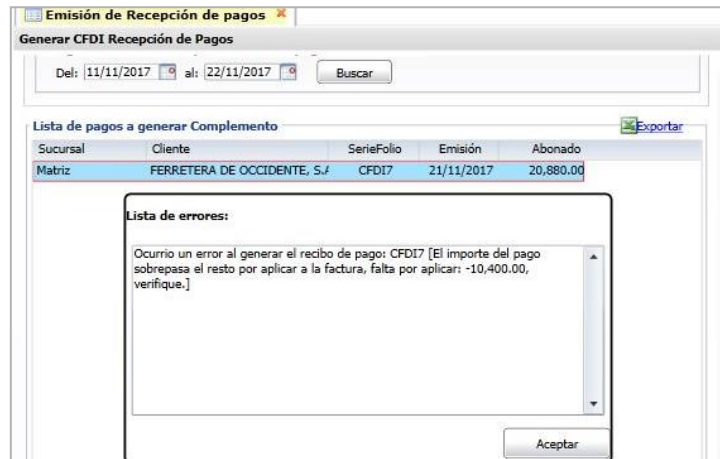 Emisión de Recepción de pagos
Generar CFDI Recepción de Pagos
Del: 11/11/2017 al: 22/11/2017 Buscar
Lista de pagos a generar Complemento Exportar
Sucursal Cliente SerieFolio Emisión Abonado
Matriz FERRETERA DE OCCIDENTE, S.A CFDI7 21/11/2017 20,880.00
Lista de errores:
Ocurrio un error al generar el recibo de pago: CFDI7 [El importe del pago
sobrepasa el resto por aplicar a la factura, falta por aplicar: -10,400.00,
verifique.]
Aceptar